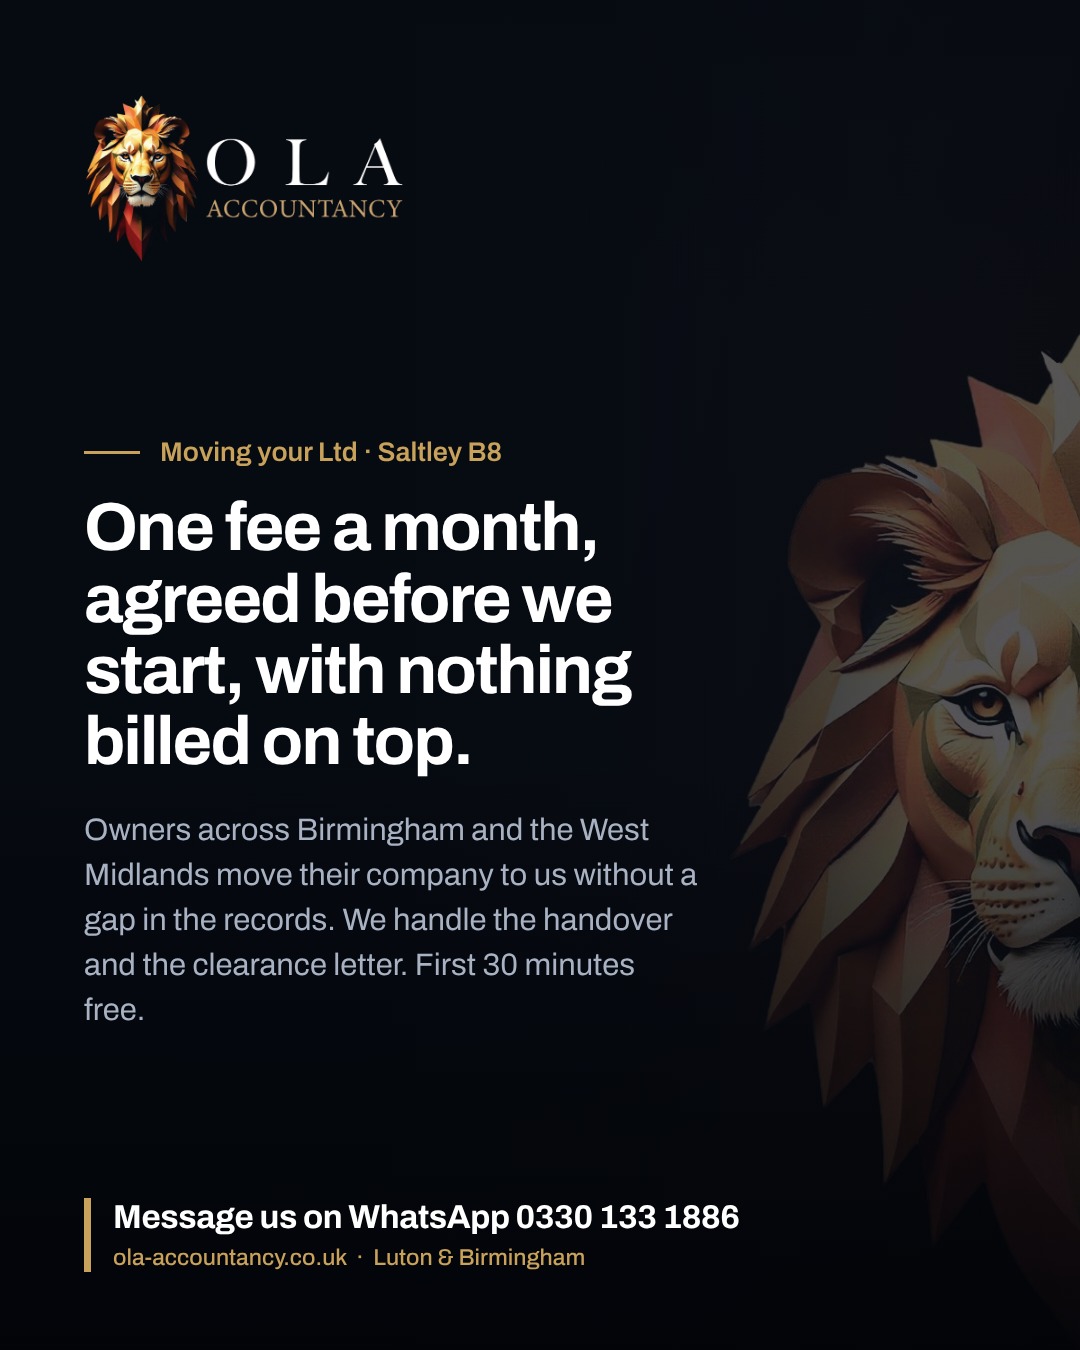 OLA
ACCOUNTANCY
Moving your Ltd · Saltley B8
One fee a month,
agreed before we
start, with nothing
billed on top.
Owners across Birmingham and the West
Midlands move their company to us without a
gap in the records. We handle the handover
and the clearance letter. First 30 minutes
free.
Message us on WhatsApp 0330 133 1886
ola-accountancy.co.uk · Luton & Birmingham